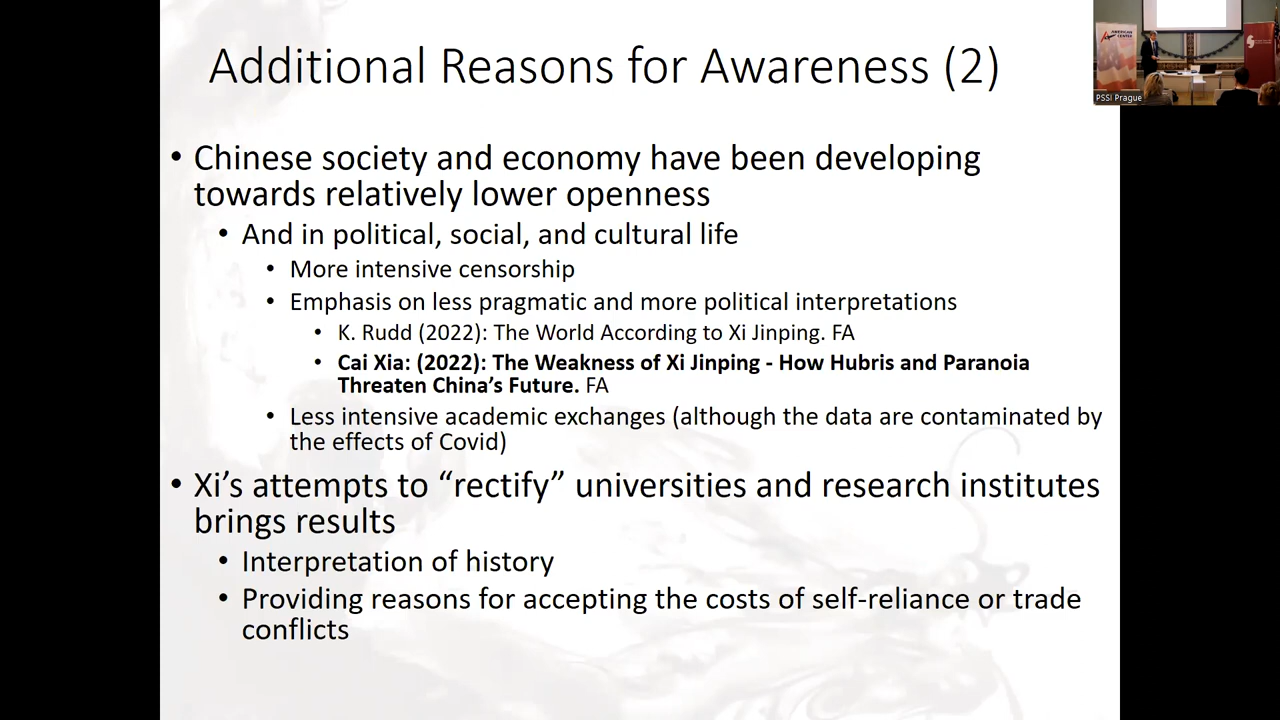 Additional Reasons for Awareness (2)
• Chinese society and economy have been developing
towards relatively lower openness
• And in political, social, and cultural life
• More intensive censorship
• Emphasis on less pragmatic and more political interpretations
• K. Rudd (2022): The World According to Xi Jinping. FA
• Cai Xia: (2022): The Weakness of Xi Jinping - How Hubris and Paranoia
Threaten China’s Future. FA
• Less intensive academic exchanges (although the data are contaminated by
the effects of Covid)
• Xi’s attempts to “rectify” universities and research institutes
brings results
• Interpretation of history
• Providing reasons for accepting the costs of self-reliance or trade
conflicts
AMERICAN
CENTER
PSSI Prague